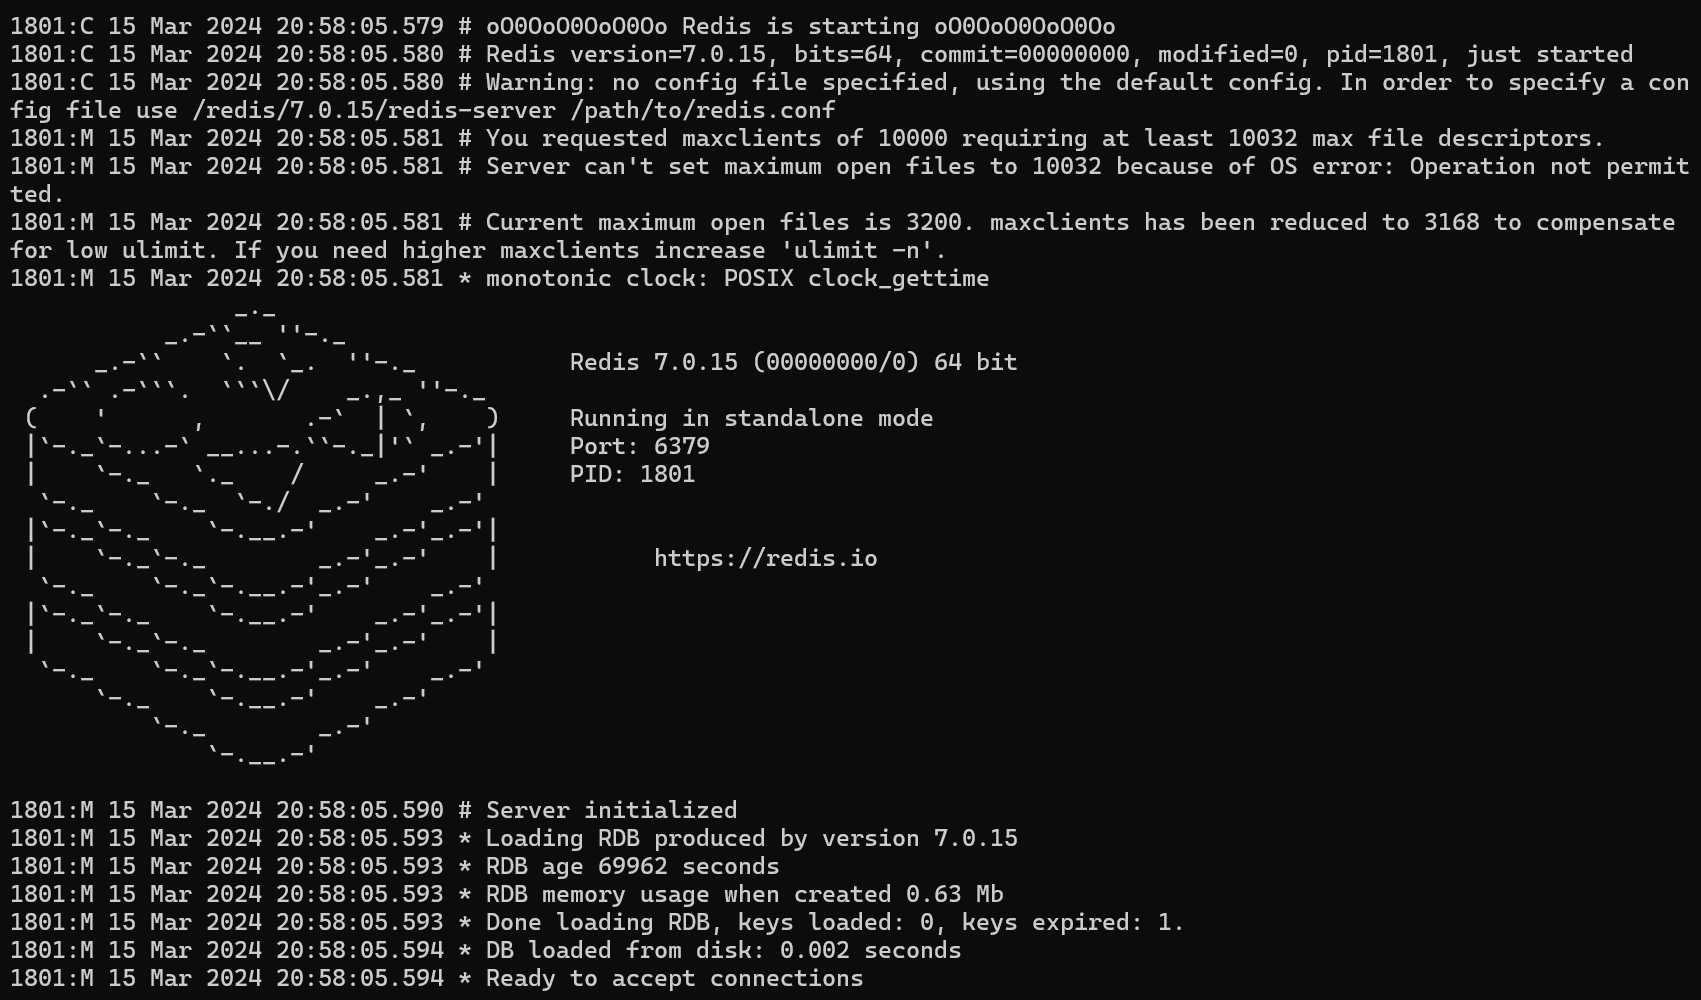 1801:C 15 Mar 2024 20:58:05.579 # oO0OoO0OoO0Oo Redis is starting oO0OoO0OoO0Oo
1801:C 15 Mar 2024 20:58:05.580 # Redis version=7.0.15, bits=64, commit=00000000, modified=0, pid=1801, just started
1801:C 15 Mar 2024 20:58:05.580 # Warning: no config file specified, using the default config. In order to specify a con
fig file use /redis/7.0.15/redis-server /path/to/redis.conf
1801:M 15 Mar 2024 20:58:05.581 # You requested maxclients of 10000 requiring at least 10032 max file descriptors.
1801:M 15 Mar 2024 20:58:05.581 # Server can't set maximum open files to 10032 because of OS error: Operation not permit
ted.
1801:M 15 Mar 2024 20:58:05.581 # Current maximum open files is 3200. maxclients has been reduced to 3168 to compensate
for low ulimit. If you need higher maxclients increase 'ulimit -n'.
1801:M 15 Mar 2024 20:58:05.581 * monotonic clock: POSIX clock_gettime
Redis 7.0.15 (00000000/0) 64 bit
Running in standalone mode
Port: 6379
PID: 1801
https://redis.io
1801:M 15 Mar 2024 20:58:05.590 # Server initialized
1801:M 15 Mar 2024 20:58:05.593 * Loading RDB produced by version 7.0.15
1801:M 15 Mar 2024 20:58:05.593 * RDB age 69962 seconds
1801:M 15 Mar 2024 20:58:05.593 * RDB memory usage when created 0.63 Mb
1801:M 15 Mar 2024 20:58:05.593 * Done loading RDB, keys loaded: 0, keys expired: 1.
1801:M 15 Mar 2024 20:58:05.594 * DB loaded from disk: 0.002 seconds
1801:M 15 Mar 2024 20:58:05.594 * Ready to accept connections